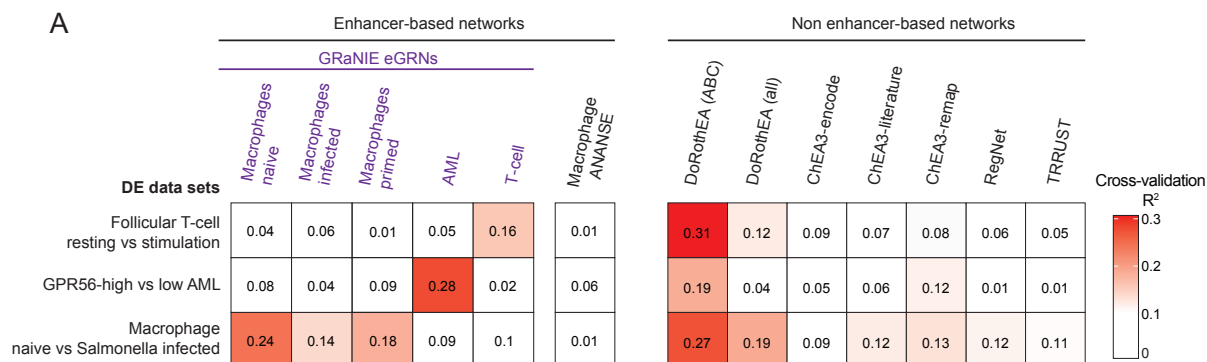 A
Enhancer-based networks
Non enhancer-based networks
GRaNIE eGRNs
Macrophages
naive
Macrophages
infected
Macrophages
primed
AML
T-cell
Macrophage
ANANSE
DoRothEA (ABC)
DoRothEA (all)
ChEA3-encode
ChEA3-literature
ChEA3-remap
RegNet
TRRUST
DE data sets
Cross-validation
R²
Follicular T-cell
resting vs stimulation
0.04 0.06 0.01 0.05 0.16 0.01 0.31 0.12 0.09 0.07 0.08 0.06 0.05
GPR56-high vs low AML
0.08 0.04 0.09 0.28 0.02 0.06 0.19 0.04 0.05 0.06 0.12 0.01 0.01
Macrophage
naive vs Salmonella infected
0.24 0.14 0.18 0.09 0.1 0.01 0.27 0.19 0.09 0.12 0.13 0.12 0.11
0.3
0.2
0.1
0